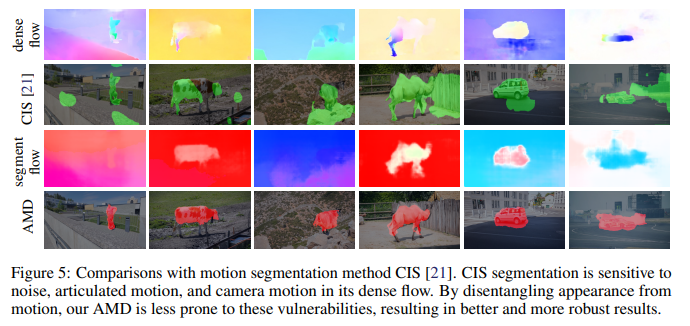 dense flow
CIS [21]
segment flow
AMD
Figure 5: Comparisons with motion segmentation method CIS [21]. CIS segmentation is sensitive to
noise, articulated motion, and camera motion in its dense flow. By disentangling appearance from
motion, our AMD is less prone to these vulnerabilities, resulting in better and more robust results.